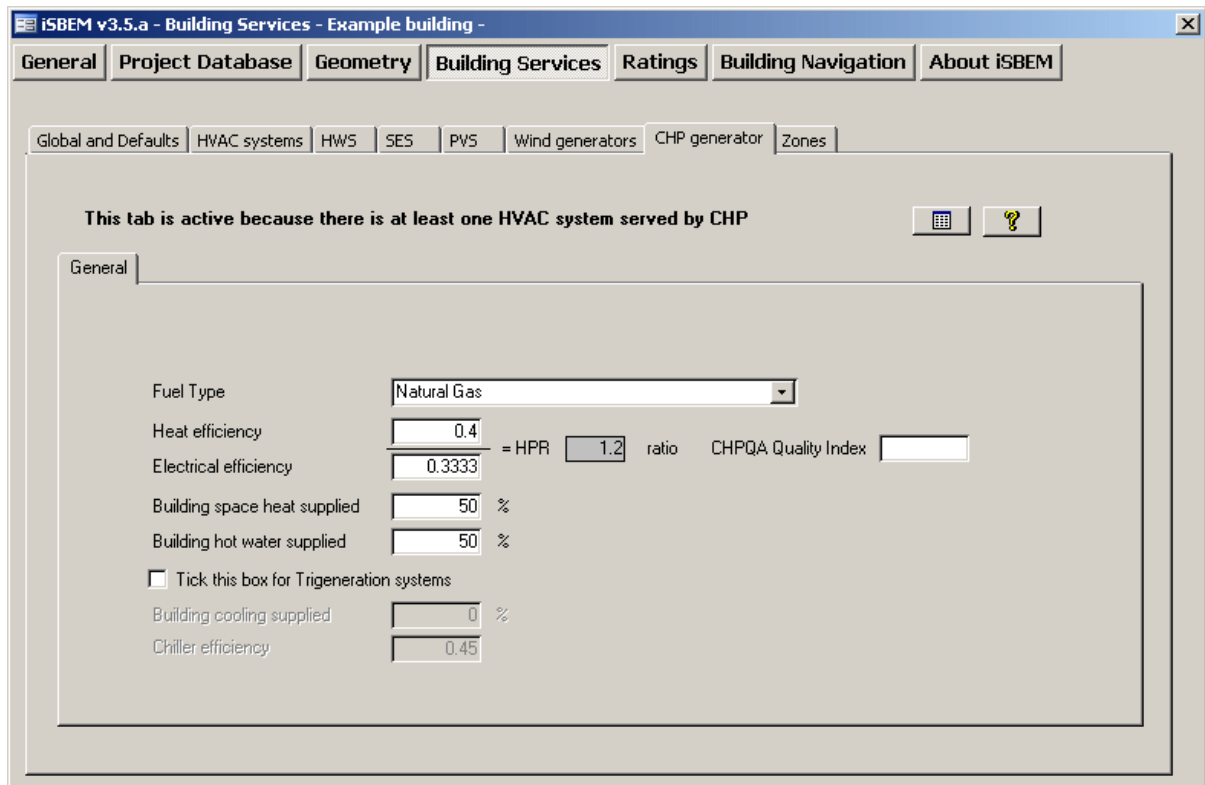 iSBEM v3.5.a - Building Services - Example building -
General Project Database Geometry Building Services Ratings Building Navigation About iSBEM
Global and Defaults HVAC systems HWS SES PVS Wind generators CHP generator Zones
This tab is active because there is at least one HVAC system served by CHP
General
Fuel Type Natural Gas
Heat efficiency 0.4
= HPR 1.2 ratio CHPQA Quality Index
Electrical efficiency 0.3333
Building space heat supplied 50 %
Building hot water supplied 50 %
Tick this box for Trigeneration systems
Building cooling supplied 0 %
Chiller efficiency 0.45